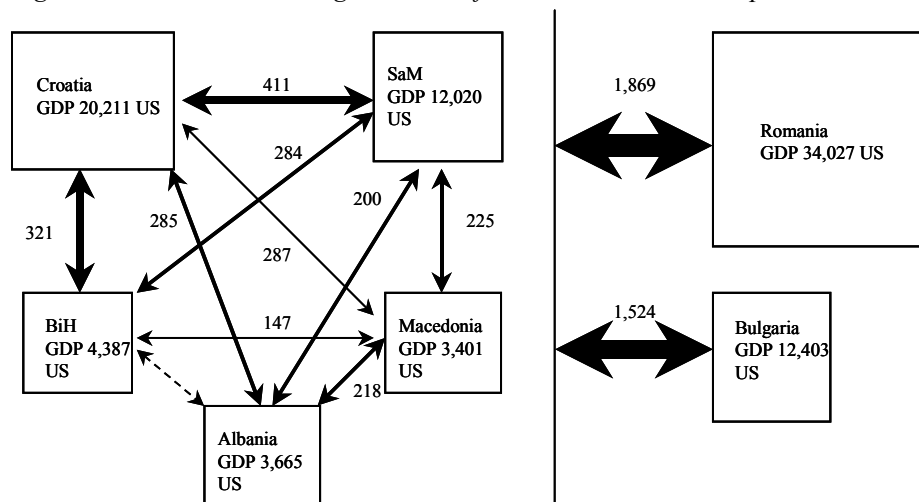 Croatia
GDP 20,211 US
411
SaM
GDP 12,020
US
1,869
Romania
GDP 34,027 US
284
200
285
225
321
287
BiH
GDP 4,387
US
147
Macedonia
GDP 3,401
US
1,524
Bulgaria
GDP 12,403
US
218
Albania
GDP 3,665
US